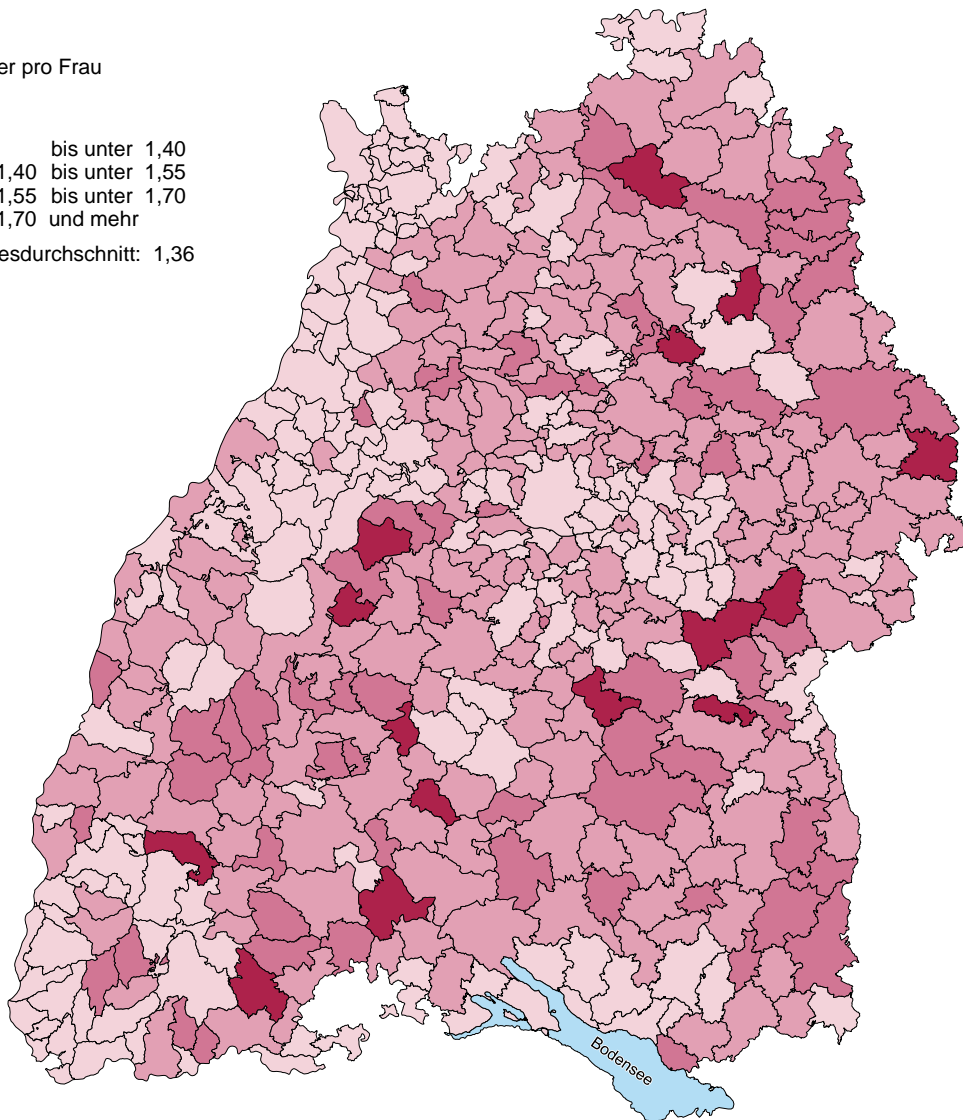 er pro Frau
bis unter 1,40
1,40 bis unter 1,55
1,55 bis unter 1,70
1,70 und mehr
esdurchschnitt: 1,36
Bodensee